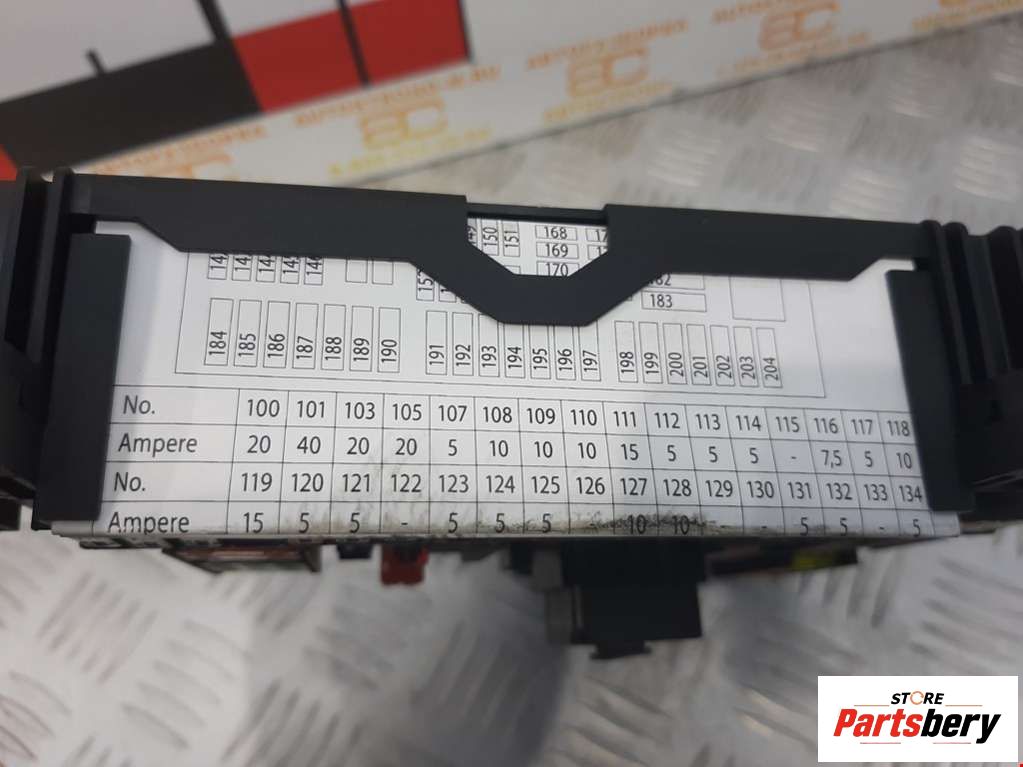 150 151 168
169
170
183
184 185 186 187 188 189 190 191 192 193 194 195 196 197 198 199 200 201 202 203 204
No. 100 101 103 105 107 108 109 110 111 112 113 114 115 116 117 118
Ampere 20 40 20 20 5 10 10 10 15 5 5 5 - 7,5 5 10
No. 119 120 121 122 123 124 125 126 127 128 129 130 131 132 133 134
Ampere 15 5 5 - 5 5 5 - 10 10 - - 5 5 - 5
STORE
Partsbery